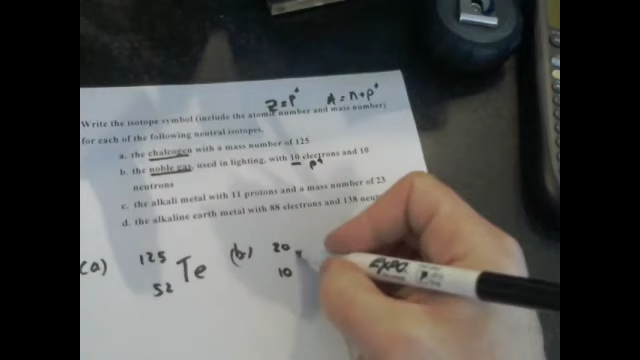 Z = p⁺ A = n + p⁺
Write the isotope symbol (include the atomic number and mass number)
for each of the following neutral isotopes.
a. the chalcogen with a mass number of 125
b. the noble gas, used in lighting, with 10 electrons and 10
p⁺
neutrons
c. the alkali metal with 11 protons and a mass number of 23
d. the alkaline earth metal with 88 electrons and 138
(a) 125 52 Te (b) 20 10
EXPO